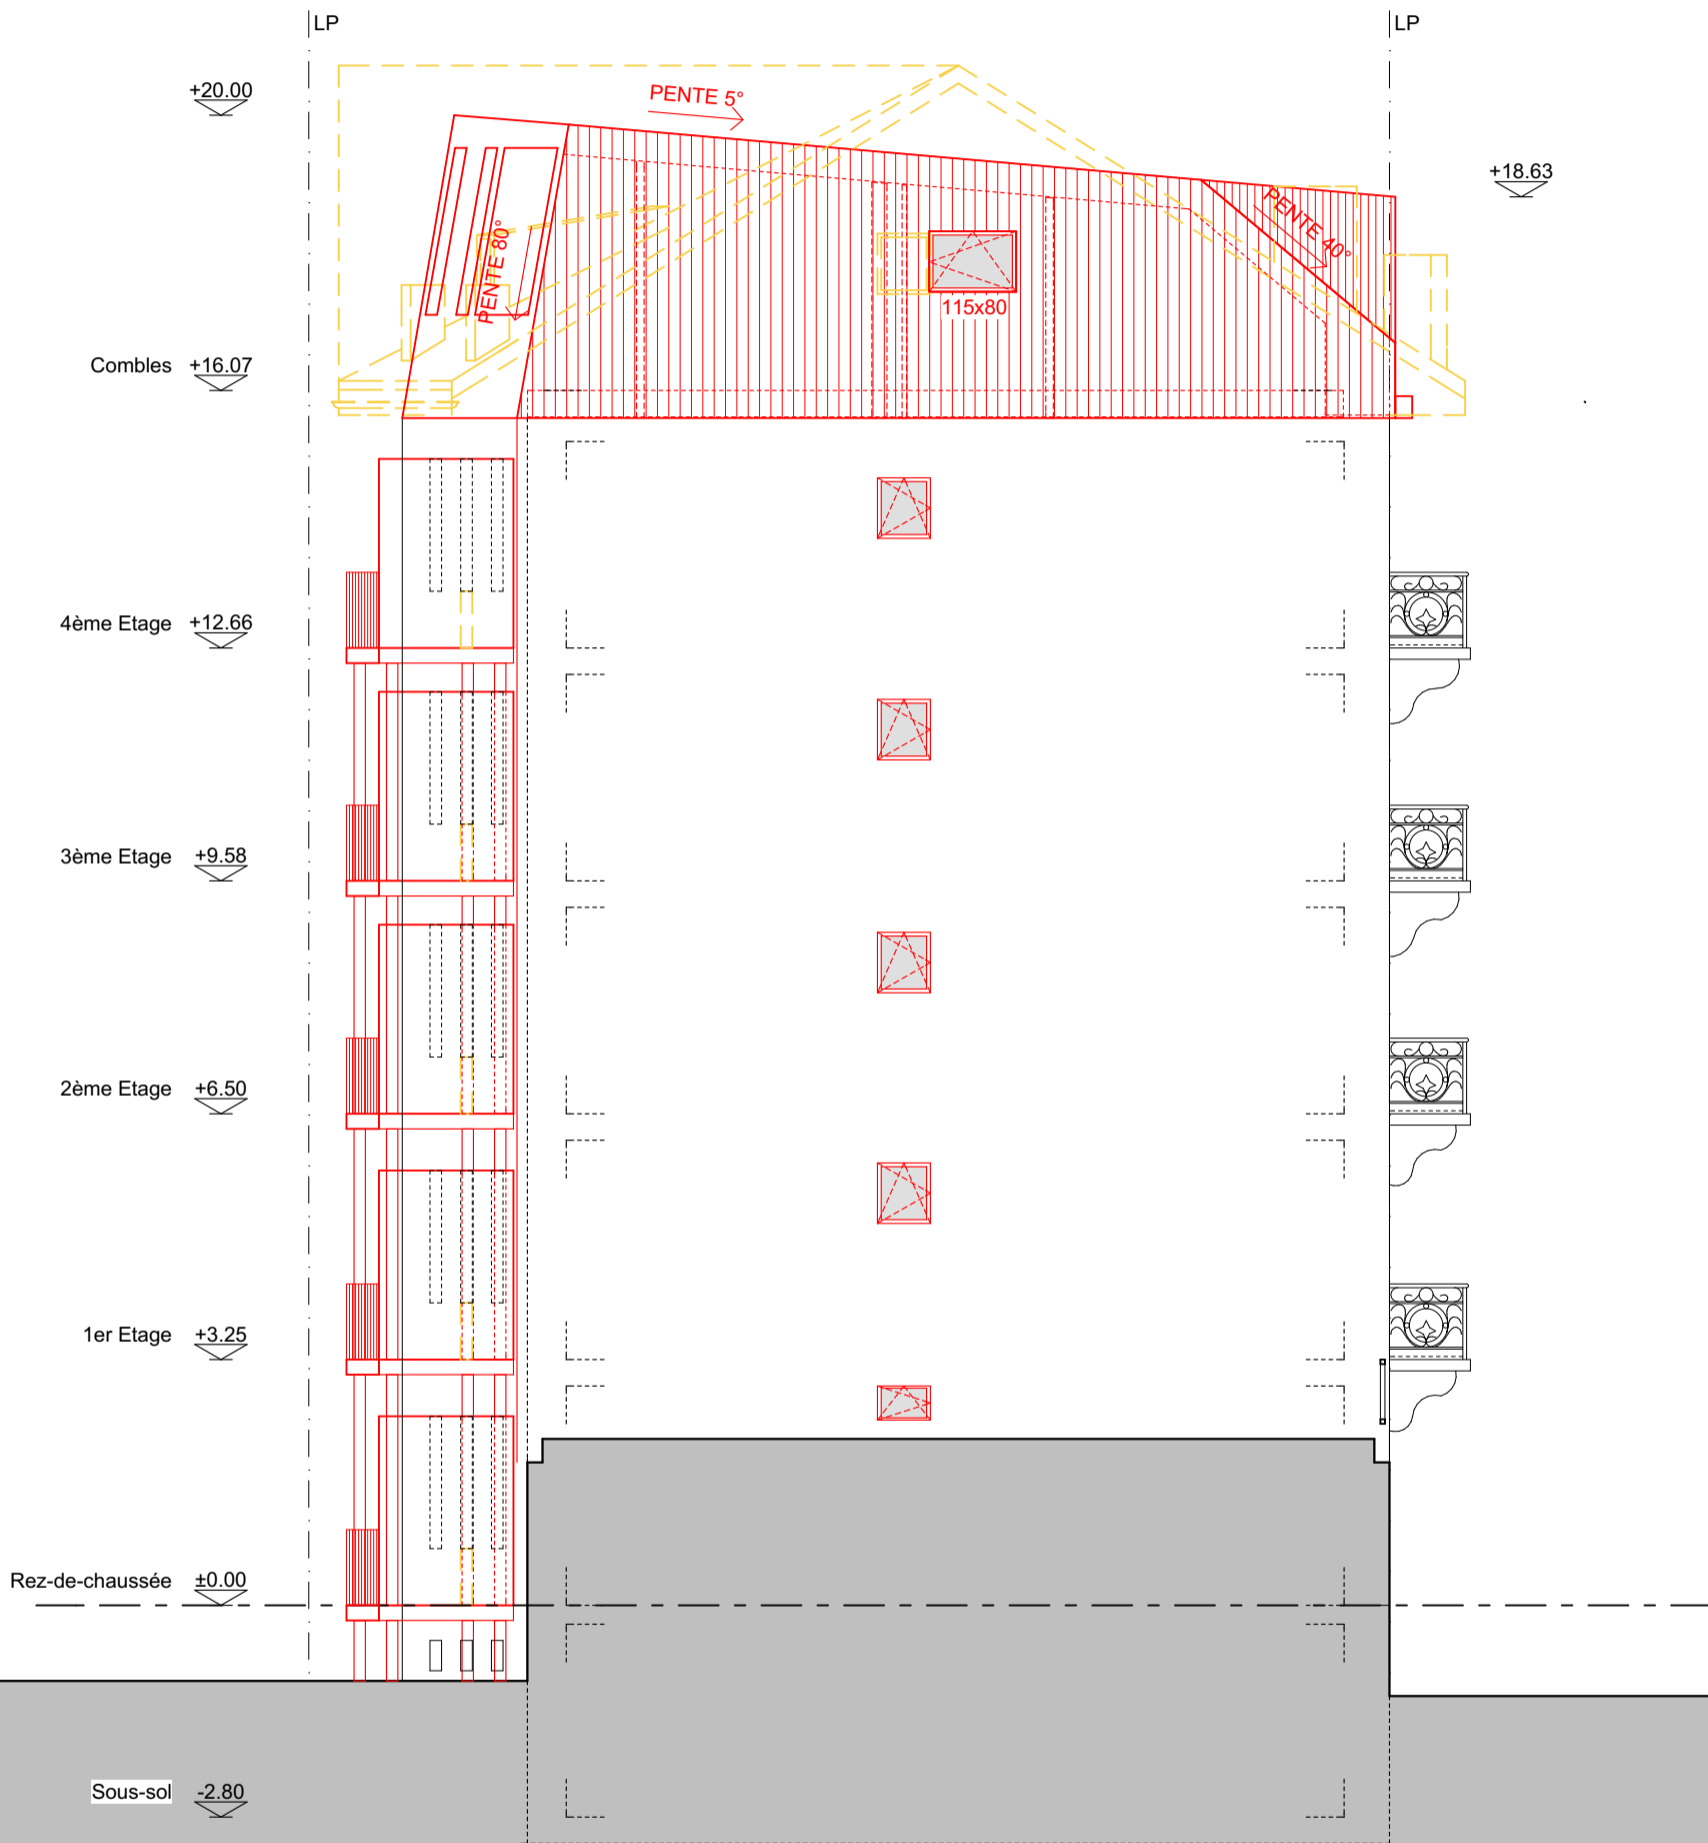 LP
LP
+20.00
PENTE 5°
+18.63
PENTE 40°
PENTE 80°
115x80
Combles +16.07
4ème Etage +12.66
3ème Etage +9.58
2ème Etage +6.50
1er Etage +3.25
Rez-de-chaussée ±0.00
Sous-sol -2.80